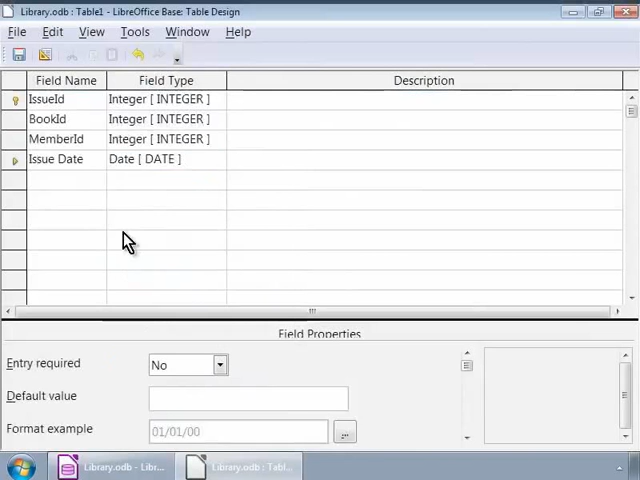 Library.odb : Table1 - LibreOffice Base: Table Design
File Edit View Tools Window Help
Field Name Field Type Description
IssueId Integer [ INTEGER ]
BookId Integer [ INTEGER ]
MemberId Integer [ INTEGER ]
Issue Date Date [ DATE ]
Field Properties
Entry required No
Default value
Format example 01/01/00 ...
Library.odb - Libr... Library.odb : Tabl...